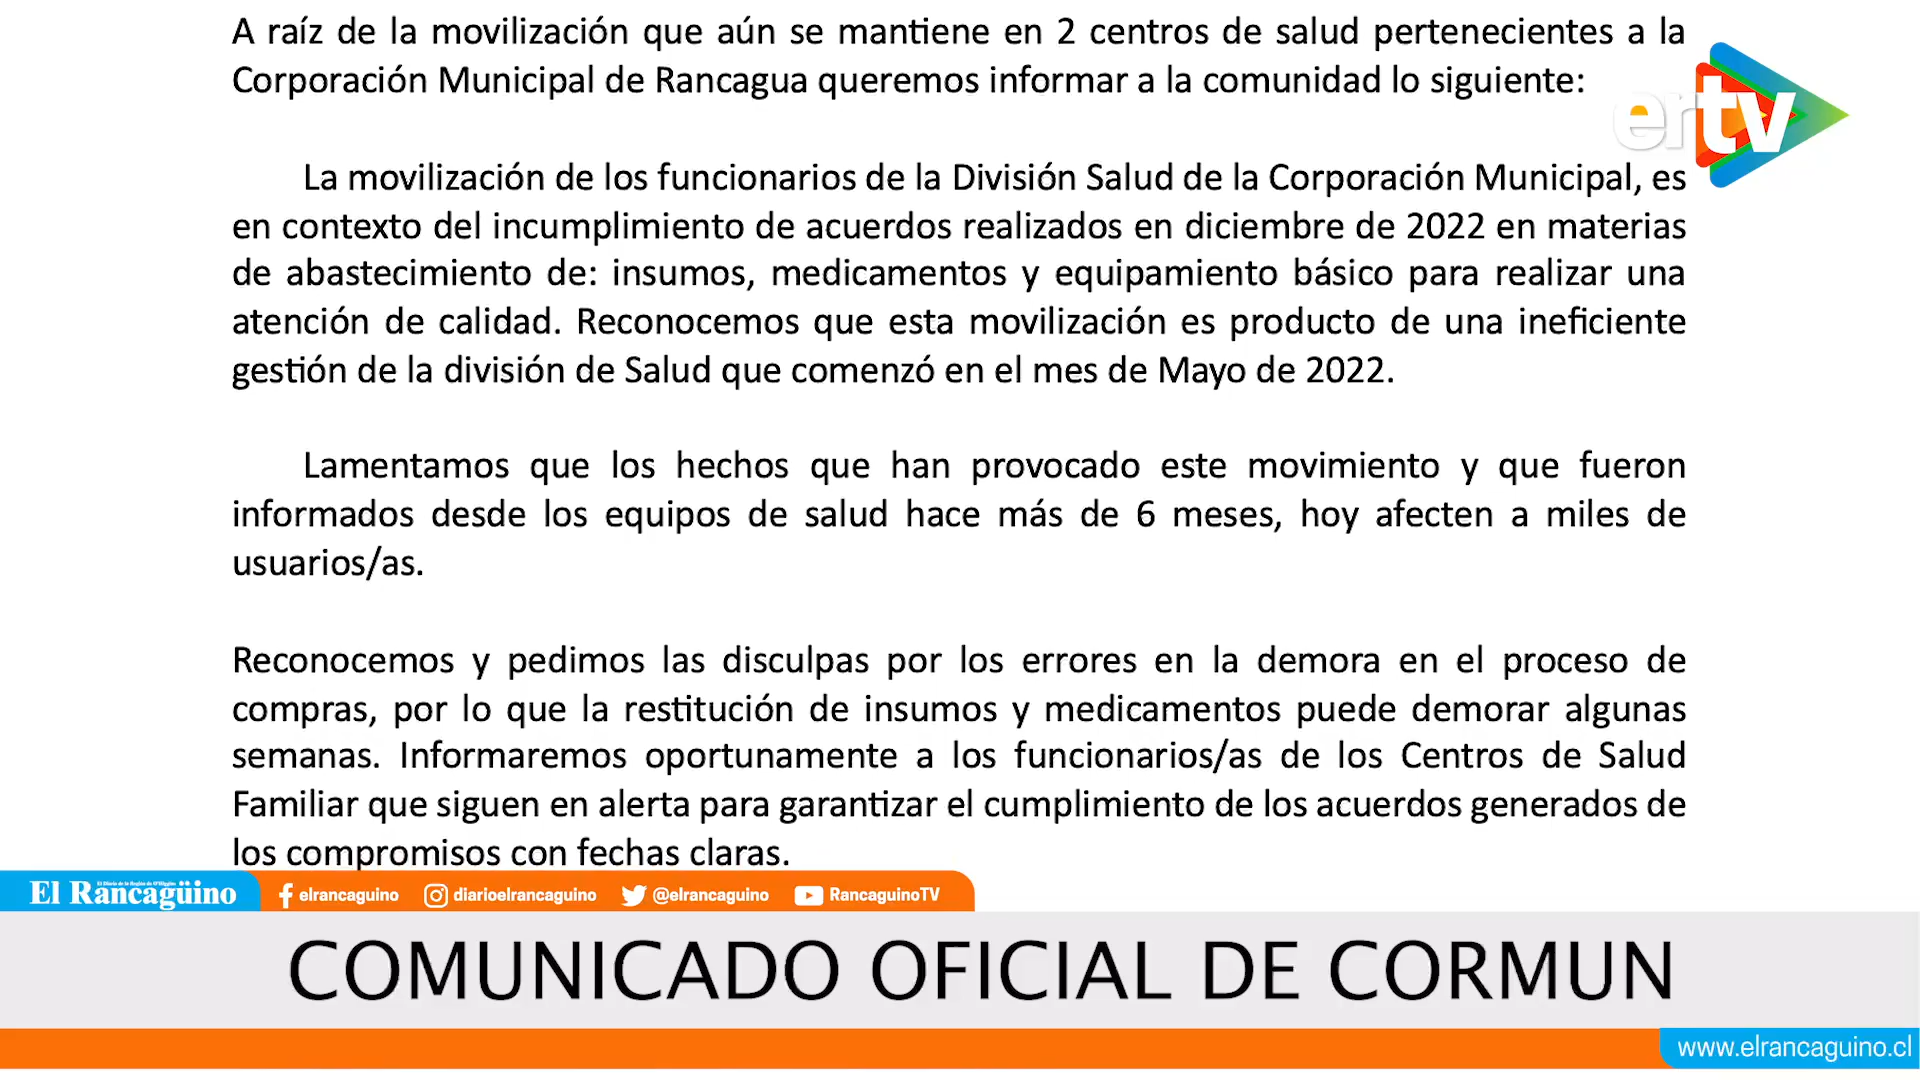 A raíz de la movilización que aún se mantiene en 2 centros de salud pertenecientes a la
Corporación Municipal de Rancagua queremos informar a la comunidad lo siguiente:
ertv
La movilización de los funcionarios de la División Salud de la Corporación Municipal, es
en contexto del incumplimiento de acuerdos realizados en diciembre de 2022 en materias
de abastecimiento de: insumos, medicamentos y equipamiento básico para realizar una
atención de calidad. Reconocemos que esta movilización es producto de una ineficiente
gestión de la división de Salud que comenzó en el mes de Mayo de 2022.
Lamentamos que los hechos que han provocado este movimiento y que fueron
informados desde los equipos de salud hace más de 6 meses, hoy afecten a miles de
usuarios/as.
Reconocemos y pedimos las disculpas por los errores en la demora en el proceso de
compras, por lo que la restitución de insumos y medicamentos puede demorar algunas
semanas. Informaremos oportunamente a los funcionarios/as de los Centros de Salud
Familiar que siguen en alerta para garantizar el cumplimiento de los acuerdos generados de
los compromisos con fechas claras.
El Rancagüino elrancaguino diarioelrancaguino @elrancaguino RancaguinoTV
COMUNICADO OFICIAL DE CORMUN
www.elrancaguino.cl